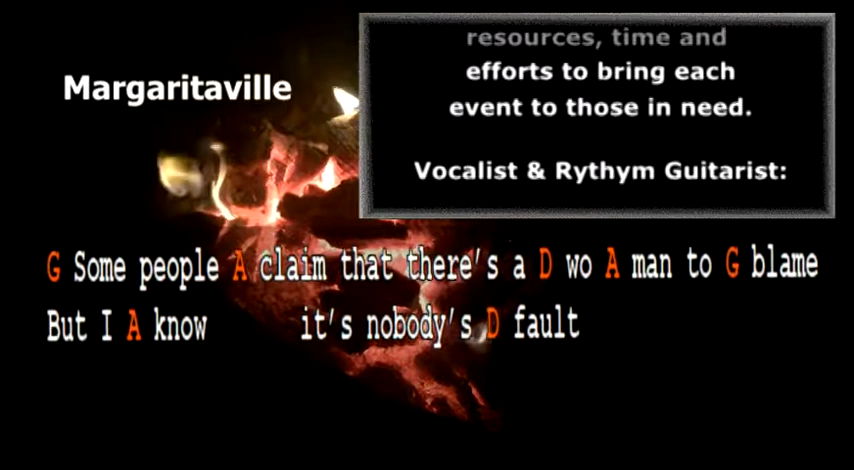 Margaritaville
resources, time and
efforts to bring each
event to those in need.
Vocalist & Rythym Guitarist:
G Some people A claim that there's a D wo A man to G blame
But I A know it's nobody's D fault